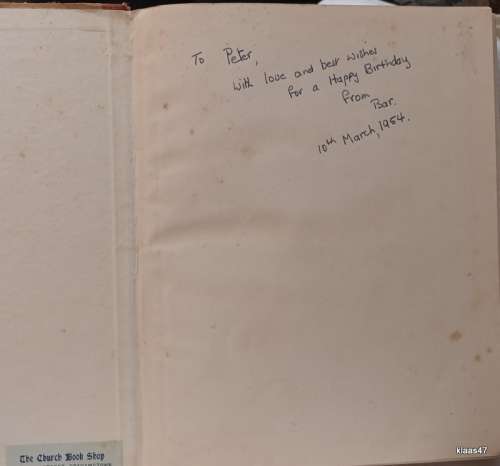 To Peter,
With love and best wishes
for a Happy Birthday
from
Bar.
10th March, 1954.
The Church Book Shop
klaas47